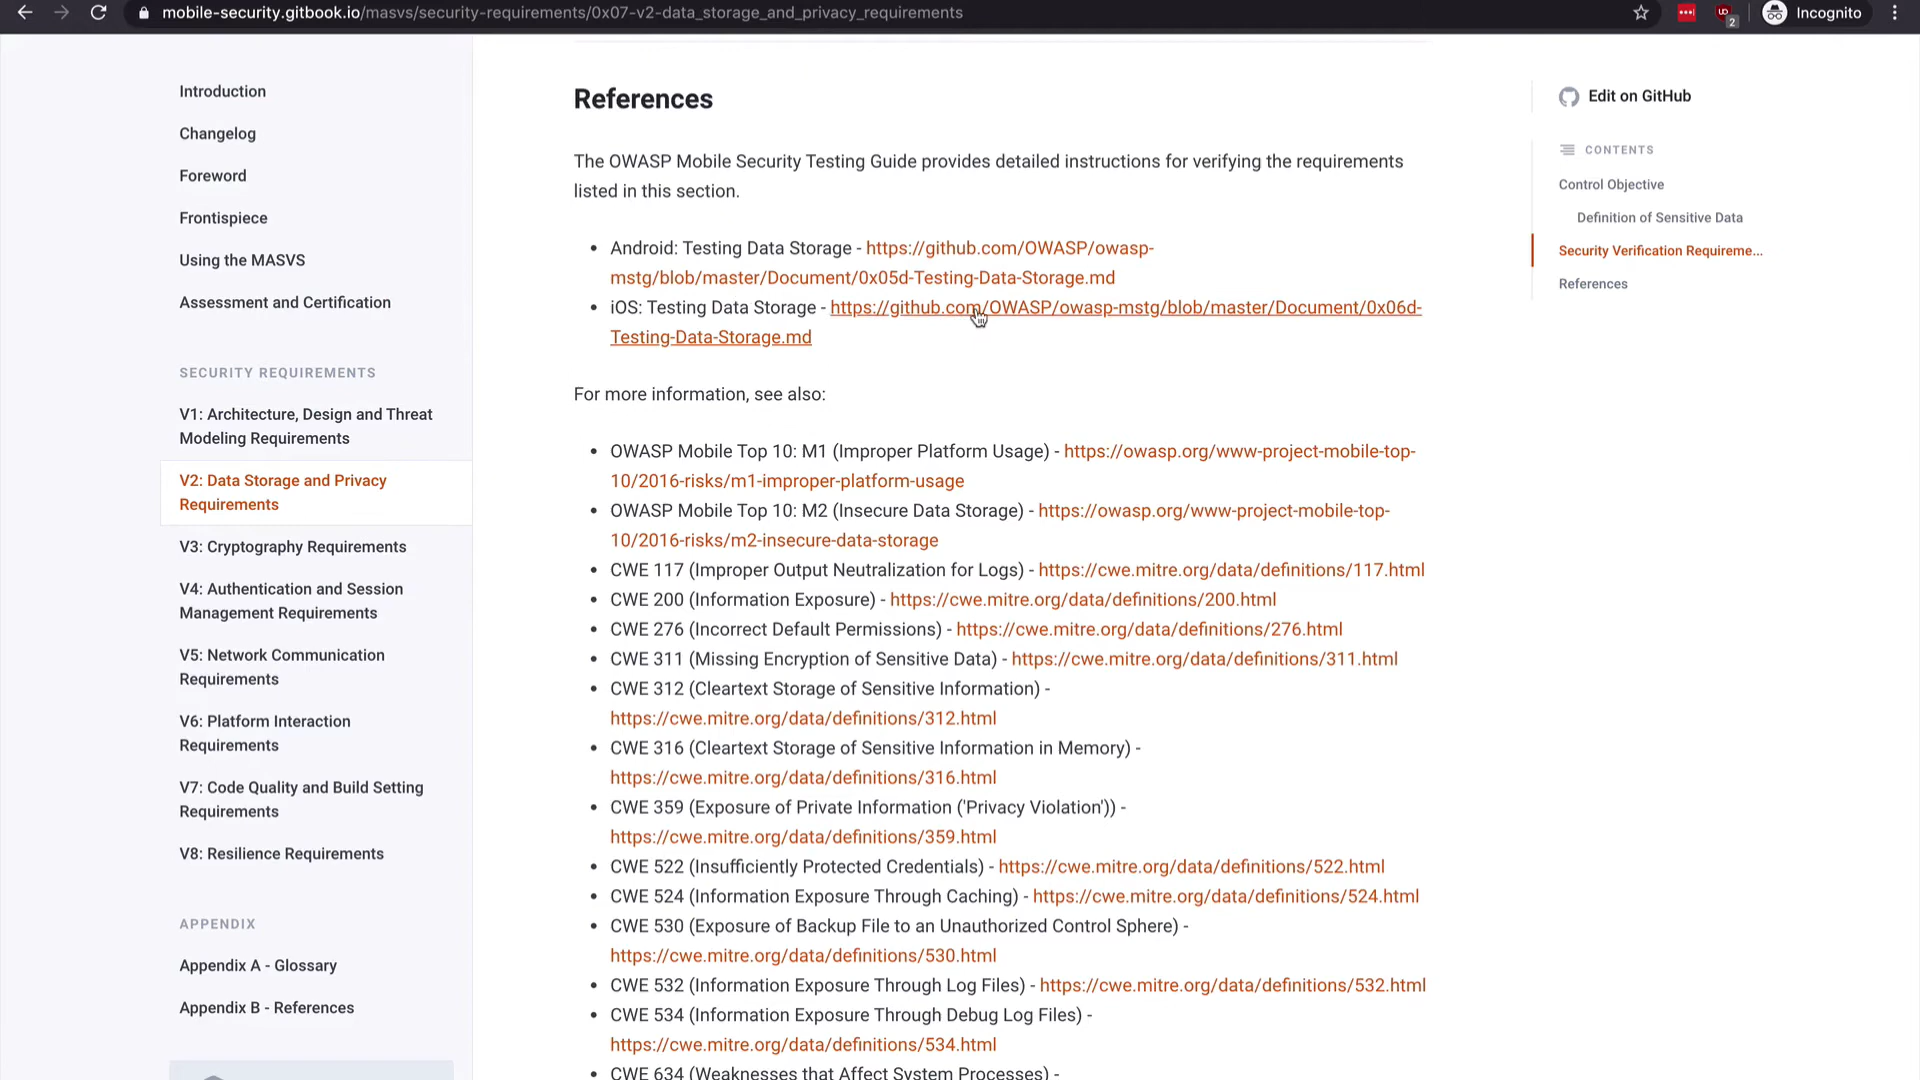 mobile-security.gitbook.io/masvs/security-requirements/0x07-v2-data_storage_and_privacy_requirements
2
Incognito
Introduction
Changelog
Foreword
Frontispiece
Using the MASVS
Assessment and Certification
SECURITY REQUIREMENTS
V1: Architecture, Design and Threat
Modeling Requirements
V2: Data Storage and Privacy
Requirements
V3: Cryptography Requirements
V4: Authentication and Session
Management Requirements
V5: Network Communication
Requirements
V6: Platform Interaction
Requirements
V7: Code Quality and Build Setting
Requirements
V8: Resilience Requirements
APPENDIX
Appendix A - Glossary
Appendix B - References
References
The OWASP Mobile Security Testing Guide provides detailed instructions for verifying the requirements
listed in this section.
• Android: Testing Data Storage - https://github.com/OWASP/owasp-
mstg/blob/master/Document/0x05d-Testing-Data-Storage.md
• iOS: Testing Data Storage - https://github.com/OWASP/owasp-mstg/blob/master/Document/0x06d-
Testing-Data-Storage.md
For more information, see also:
• OWASP Mobile Top 10: M1 (Improper Platform Usage) - https://owasp.org/www-project-mobile-top-
10/2016-risks/m1-improper-platform-usage
• OWASP Mobile Top 10: M2 (Insecure Data Storage) - https://owasp.org/www-project-mobile-top-
10/2016-risks/m2-insecure-data-storage
• CWE 117 (Improper Output Neutralization for Logs) - https://cwe.mitre.org/data/definitions/117.html
• CWE 200 (Information Exposure) - https://cwe.mitre.org/data/definitions/200.html
• CWE 276 (Incorrect Default Permissions) - https://cwe.mitre.org/data/definitions/276.html
• CWE 311 (Missing Encryption of Sensitive Data) - https://cwe.mitre.org/data/definitions/311.html
• CWE 312 (Cleartext Storage of Sensitive Information) -
https://cwe.mitre.org/data/definitions/312.html
• CWE 316 (Cleartext Storage of Sensitive Information in Memory) -
https://cwe.mitre.org/data/definitions/316.html
• CWE 359 (Exposure of Private Information ('Privacy Violation')) -
https://cwe.mitre.org/data/definitions/359.html
• CWE 522 (Insufficiently Protected Credentials) - https://cwe.mitre.org/data/definitions/522.html
• CWE 524 (Information Exposure Through Caching) - https://cwe.mitre.org/data/definitions/524.html
• CWE 530 (Exposure of Backup File to an Unauthorized Control Sphere) -
https://cwe.mitre.org/data/definitions/530.html
• CWE 532 (Information Exposure Through Log Files) - https://cwe.mitre.org/data/definitions/532.html
• CWE 534 (Information Exposure Through Debug Log Files) -
https://cwe.mitre.org/data/definitions/534.html
• CWE 634 (Weaknesses that Affect System Processes) -
Edit on GitHub
CONTENTS
Control Objective
Definition of Sensitive Data
Security Verification Requireme...
References